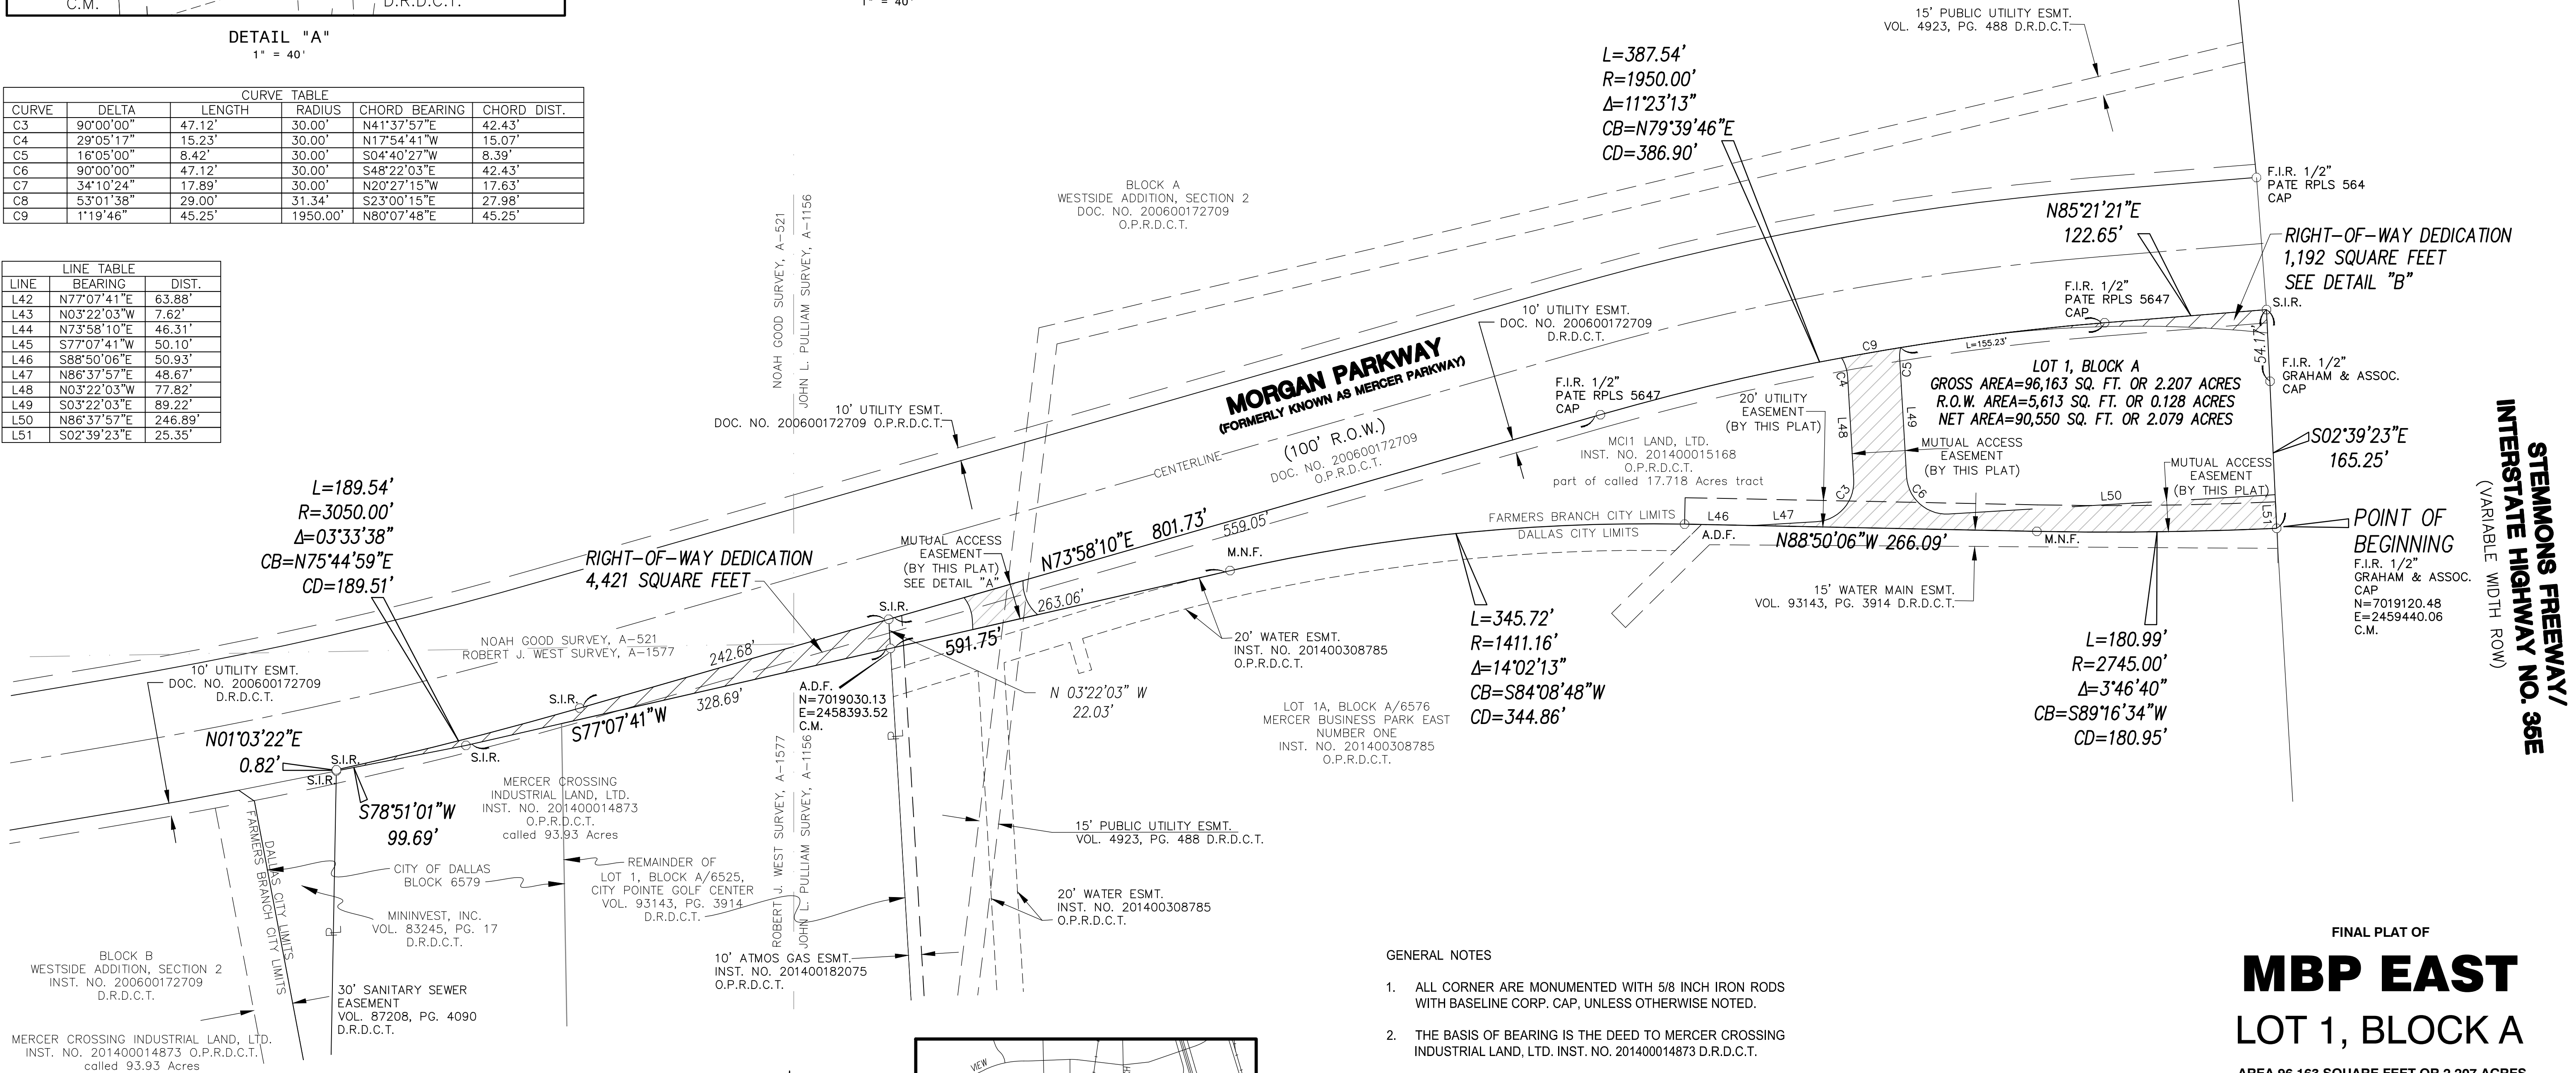 C.M.
D.R.D.C.T.
DETAIL "A"
1" = 40'
1" = 40'
CURVE TABLE
CURVE DELTA LENGTH RADIUS CHORD BEARING CHORD DIST.
C3 90°00'00" 47.12' 30.00' N41°37'57"E 42.43'
C4 29°05'17" 15.23' 30.00' N17°54'41"W 15.07'
C5 16°05'00" 8.42' 30.00' S04°40'27"W 8.39'
C6 90°00'00" 47.12' 30.00' S48°22'03"E 42.43'
C7 34°10'24" 17.89' 30.00' N20°27'15"W 17.63'
C8 53°01'38" 29.00' 31.34' S23°00'15"E 27.98'
C9 1°19'46" 45.25' 1950.00' N80°07'48"E 45.25'
LINE TABLE
LINE BEARING DIST.
L42 N77°07'41"E 63.88'
L43 N03°22'03"W 7.62'
L44 N73°58'10"E 46.31'
L45 S77°07'41"W 50.10'
L46 S88°50'06"E 50.93'
L47 N86°37'57"E 48.67'
L48 N03°22'03"W 77.82'
L49 S03°22'03"E 89.22'
L50 N86°37'57"E 246.89'
L51 S02°39'23"E 25.35'
15' PUBLIC UTILITY ESMT.
VOL. 4923, PG. 488 D.R.D.C.T.
L=387.54'
R=1950.00'
Δ=11°23'13"
CB=N79°39'46"E
CD=386.90'
BLOCK A
WESTSIDE ADDITION, SECTION 2
DOC. NO. 200600172709
O.P.R.D.C.T.
NOAH GOOD SURVEY, A-521
JOHN L. PULLIAM SURVEY, A-1156
F.I.R. 1/2"
PATE RPLS 564
CAP
N85°21'21"E
122.65'
RIGHT-OF-WAY DEDICATION
1,192 SQUARE FEET
SEE DETAIL "B"
F.I.R. 1/2"
PATE RPLS 5647
CAP
S.I.R.
54.17'
F.I.R. 1/2"
GRAHAM & ASSOC.
CAP
C9
L=155.23'
C4
C5
LOT 1, BLOCK A
GROSS AREA=96,163 SQ. FT. OR 2.207 ACRES
R.O.W. AREA=5,613 SQ. FT. OR 0.128 ACRES
NET AREA=90,550 SQ. FT. OR 2.079 ACRES
10' UTILITY ESMT.
DOC. NO. 200600172709
D.R.D.C.T.
MORGAN PARKWAY
(FORMERLY KNOWN AS MERCER PARKWAY)
CENTERLINE
(100' R.O.W.)
DOC. NO. 200600172709
O.P.R.D.C.T.
F.I.R. 1/2"
PATE RPLS 5647
CAP
20' UTILITY
EASEMENT
(BY THIS PLAT)
L48
L49
MUTUAL ACCESS
EASEMENT
(BY THIS PLAT)
MUTUAL ACCESS
EASEMENT
(BY THIS PLAT)
S02°39'23"E
165.25'
STEMMONS FREEWAY/
INTERSTATE HIGHWAY NO. 35E
(VARIABLE WIDTH ROW)
10' UTILITY ESMT.
DOC. NO. 200600172709 O.P.R.D.C.T.
MCI1 LAND, LTD.
INST. NO. 201400015168
O.P.R.D.C.T.
part of called 17.718 Acres tract
C3
C6
L50
L51
FARMERS BRANCH CITY LIMITS
DALLAS CITY LIMITS
L46
L47
A.D.F.
N88°50'06"W 266.09'
M.N.F.
POINT OF
BEGINNING
F.I.R. 1/2"
GRAHAM & ASSOC.
CAP
N=7019120.48
E=2459440.06
C.M.
L=189.54'
R=3050.00'
Δ=03°33'38"
CB=N75°44'59"E
CD=189.51'
RIGHT-OF-WAY DEDICATION
4,421 SQUARE FEET
MUTUAL ACCESS
EASEMENT
(BY THIS PLAT)
SEE DETAIL "A"
N73°58'10"E 801.73'
559.05'
M.N.F.
263.06'
S.I.R.
591.75'
15' WATER MAIN ESMT.
VOL. 93143, PG. 3914 D.R.D.C.T.
20' WATER ESMT.
INST. NO. 201400308785
O.P.R.D.C.T.
L=345.72'
R=1411.16'
Δ=14°02'13"
CB=S84°08'48"W
CD=344.86'
L=180.99'
R=2745.00'
Δ=3°46'40"
CB=S89°16'34"W
CD=180.95'
NOAH GOOD SURVEY, A-521
ROBERT J. WEST SURVEY, A-1577
242.68'
328.69'
S77°07'41"W
S.I.R.
A.D.F.
N=7019030.13
E=2458393.52
C.M.
N 03°22'03" W
22.03'
LOT 1A, BLOCK A/6576
MERCER BUSINESS PARK EAST
NUMBER ONE
INST. NO. 201400308785
O.P.R.D.C.T.
10' UTILITY ESMT.
DOC. NO. 200600172709
D.R.D.C.T.
N01°03'22"E
0.82'
S.I.R.
S.I.R.
S.I.R.
S78°51'01"W
99.69'
MERCER CROSSING
INDUSTRIAL LAND, LTD.
INST. NO. 201400014873
O.P.R.D.C.T.
called 93.93 Acres
ROBERT J. WEST SURVEY, A-1577
JOHN L. PULLIAM SURVEY, A-1156
PL
15' PUBLIC UTILITY ESMT.
VOL. 4923, PG. 488 D.R.D.C.T.
20' WATER ESMT.
INST. NO. 201400308785
O.P.R.D.C.T.
DALLAS CITY LIMITS
FARMERS BRANCH CITY LIMITS
CITY OF DALLAS
BLOCK 6579
REMAINDER OF
LOT 1, BLOCK A/6525,
CITY POINTE GOLF CENTER
VOL. 93143, PG. 3914
D.R.D.C.T.
MININVEST, INC.
VOL. 83245, PG. 17
D.R.D.C.T.
PL
BLOCK B
WESTSIDE ADDITION, SECTION 2
INST. NO. 200600172709
D.R.D.C.T.
30' SANITARY SEWER
EASEMENT
VOL. 87208, PG. 4090
D.R.D.C.T.
10' ATMOS GAS ESMT.
INST. NO. 201400182075
O.P.R.D.C.T.
MERCER CROSSING INDUSTRIAL LAND, LTD.
INST. NO. 201400014873 O.P.R.D.C.T.
called 93.93 Acres
VIEW
GENERAL NOTES
1. ALL CORNER ARE MONUMENTED WITH 5/8 INCH IRON RODS
WITH BASELINE CORP. CAP, UNLESS OTHERWISE NOTED.
2. THE BASIS OF BEARING IS THE DEED TO MERCER CROSSING
INDUSTRIAL LAND, LTD. INST. NO. 201400014873 D.R.D.C.T.
FINAL PLAT OF
MBP EAST
LOT 1, BLOCK A
AREA 96,163 SQUARE FEET OR 2.207 ACRES